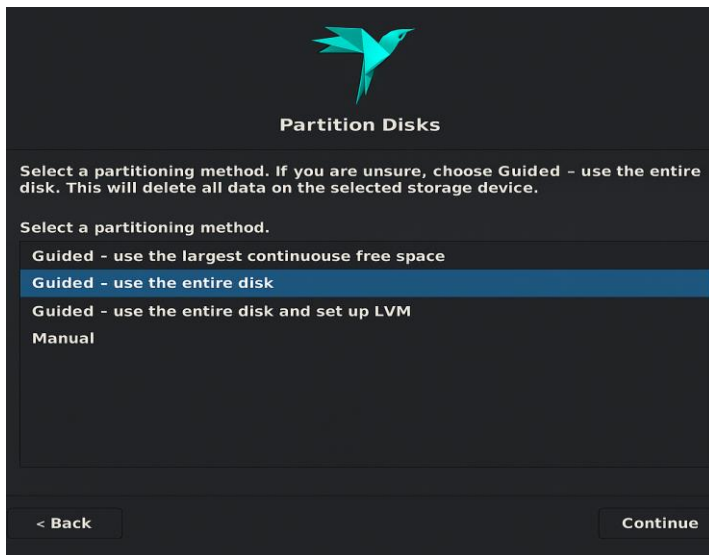 Partition Disks
Select a partitioning method. If you are unsure, choose Guided – use the entire
disk. This will delete all data on the selected storage device.
Select a partitioning method.
Guided – use the largest continuouse free space
Guided – use the entire disk
Guided – use the entire disk and set up LVM
Manual
< Back
Continue